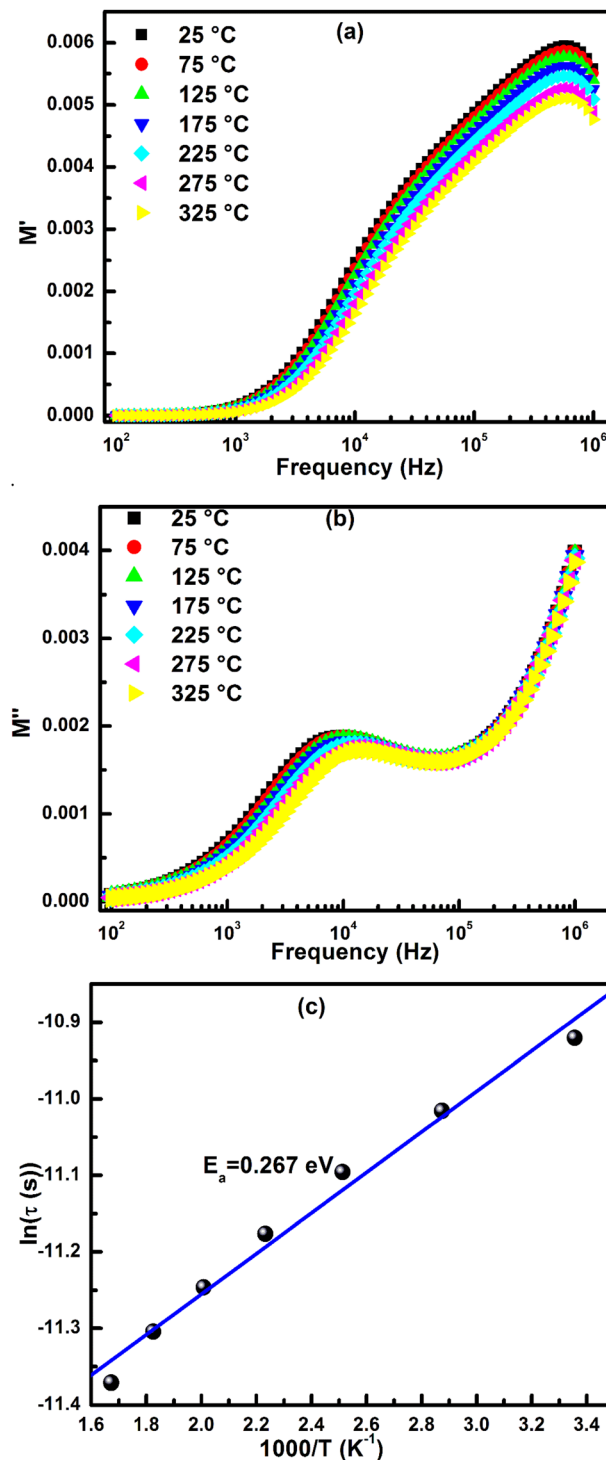 (a)
25 °C
75 °C
125 °C
175 °C
225 °C
275 °C
325 °C
0.006
0.005
0.004
0.003
0.002
0.001
0.000
M'
10² 10³ 10⁴ 10⁵ 10⁶
Frequency (Hz)
(b)
25 °C
75 °C
125 °C
175 °C
225 °C
275 °C
325 °C
0.004
0.003
0.002
0.001
0.000
M''
10² 10³ 10⁴ 10⁵ 10⁶
Frequency (Hz)
(c)
-10.9
-11.0
-11.1
-11.2
-11.3
-11.4
ln(τ (s))
Eₐ=0.267 eV
1.6 1.8 2.0 2.2 2.4 2.6 2.8 3.0 3.2 3.4
1000/T (K⁻¹)